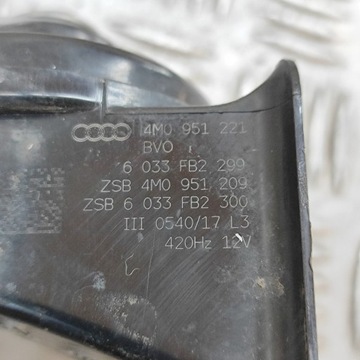 4M0 951 221
BVO
6 033 FB2 299
ZSB 4M0 951 209
ZSB 6 033 FB2 300
III 0540/17 L3
420Hz 12V